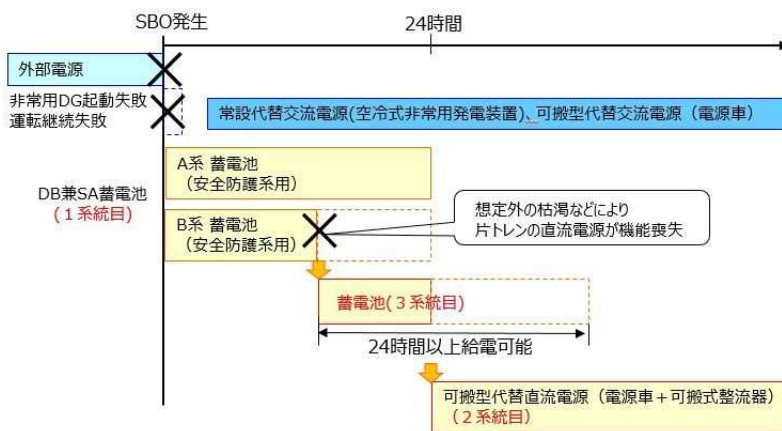 SBO発生
24時間
外部電源
非常用DG起動失敗
運転継続失敗
常設代替交流電源(空冷式非常用発電装置)、可搬型代替交流電源（電源車）
A系 蓄電池
（安全防護系用）
DB兼SA蓄電池
(１系統目)
B系 蓄電池
（安全防護系用）
想定外の枯渇などにより
片トレンの直流電源が機能喪失
蓄電池(３系統目)
24時間以上給電可能
可搬型代替直流電源（電源車＋可搬式整流器）
（２系統目）